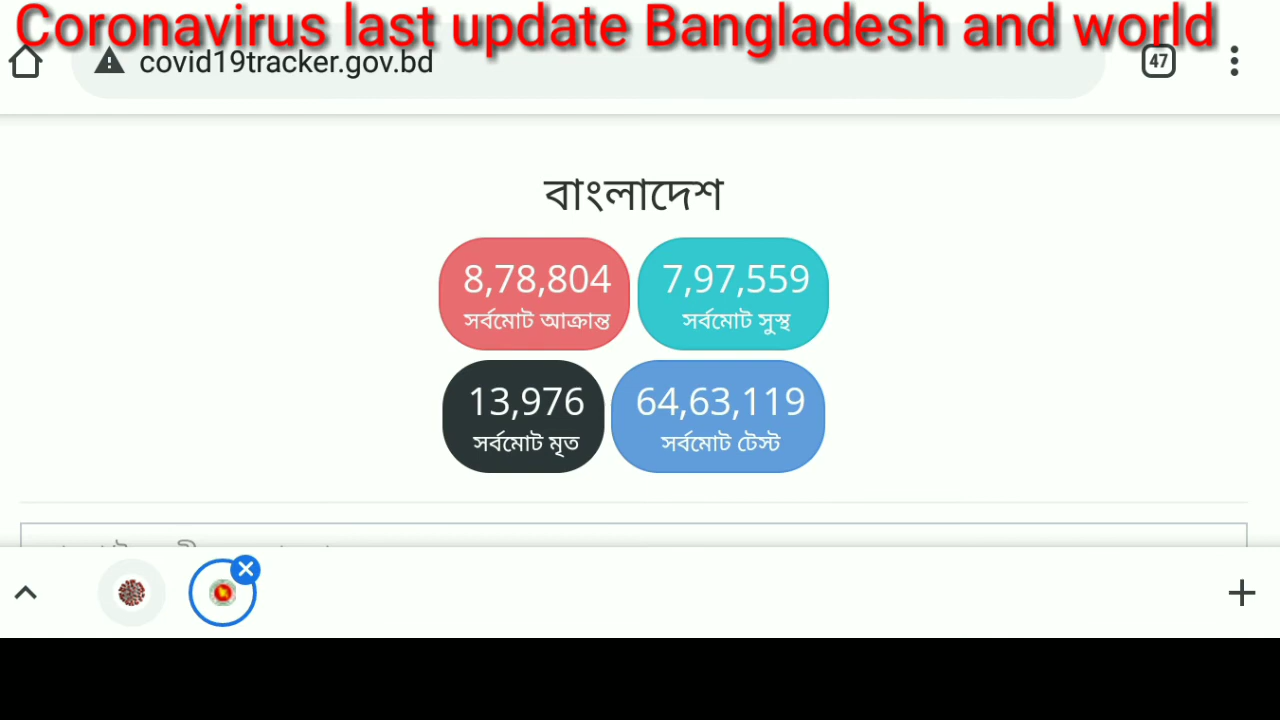 Coronavirus last update Bangladesh and world
covid19tracker.gov.bd
47
বাংলাদেশ
8,78,804
সর্বমোট আক্রান্ত
7,97,559
সর্বমোট সুস্থ
13,976
সর্বমোট মৃত
64,63,119
সর্বমোট টেস্ট